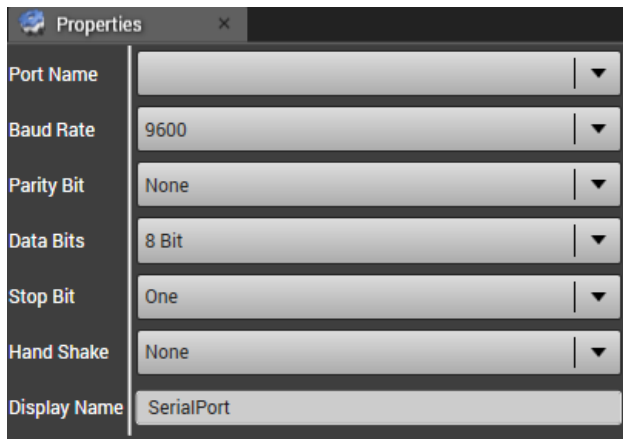 Properties ×
Port Name
Baud Rate 9600
Parity Bit None
Data Bits 8 Bit
Stop Bit One
Hand Shake None
Display Name SerialPort